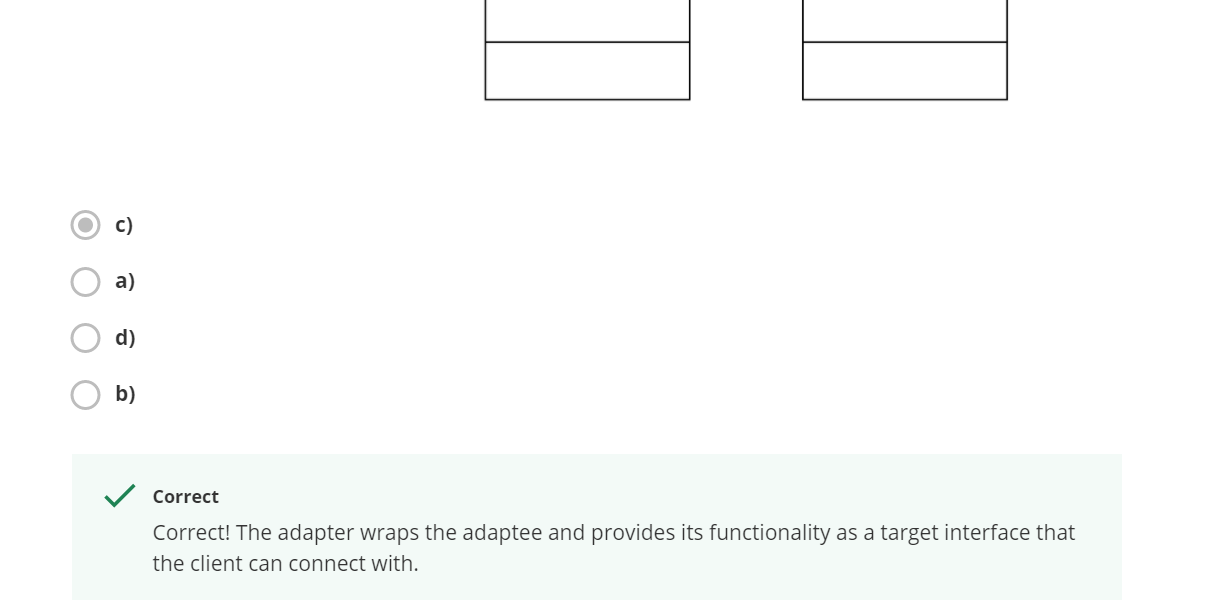 c)
a)
d)
b)
Correct
Correct! The adapter wraps the adaptee and provides its functionality as a target interface that
the client can connect with.